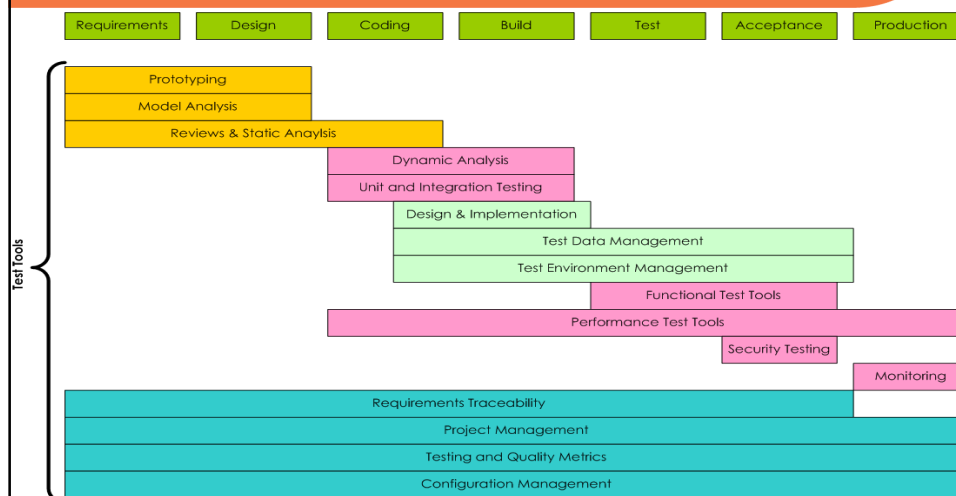 Requirements
Design
Coding
Build
Test
Acceptance
Production
Test Tools
Prototyping
Model Analysis
Reviews & Static Anaylsis
Dynamic Analysis
Unit and Integration Testing
Design & Implementation
Test Data Management
Test Environment Management
Functional Test Tools
Performance Test Tools
Security Testing
Monitoring
Requirements Traceability
Project Management
Testing and Quality Metrics
Configuration Management